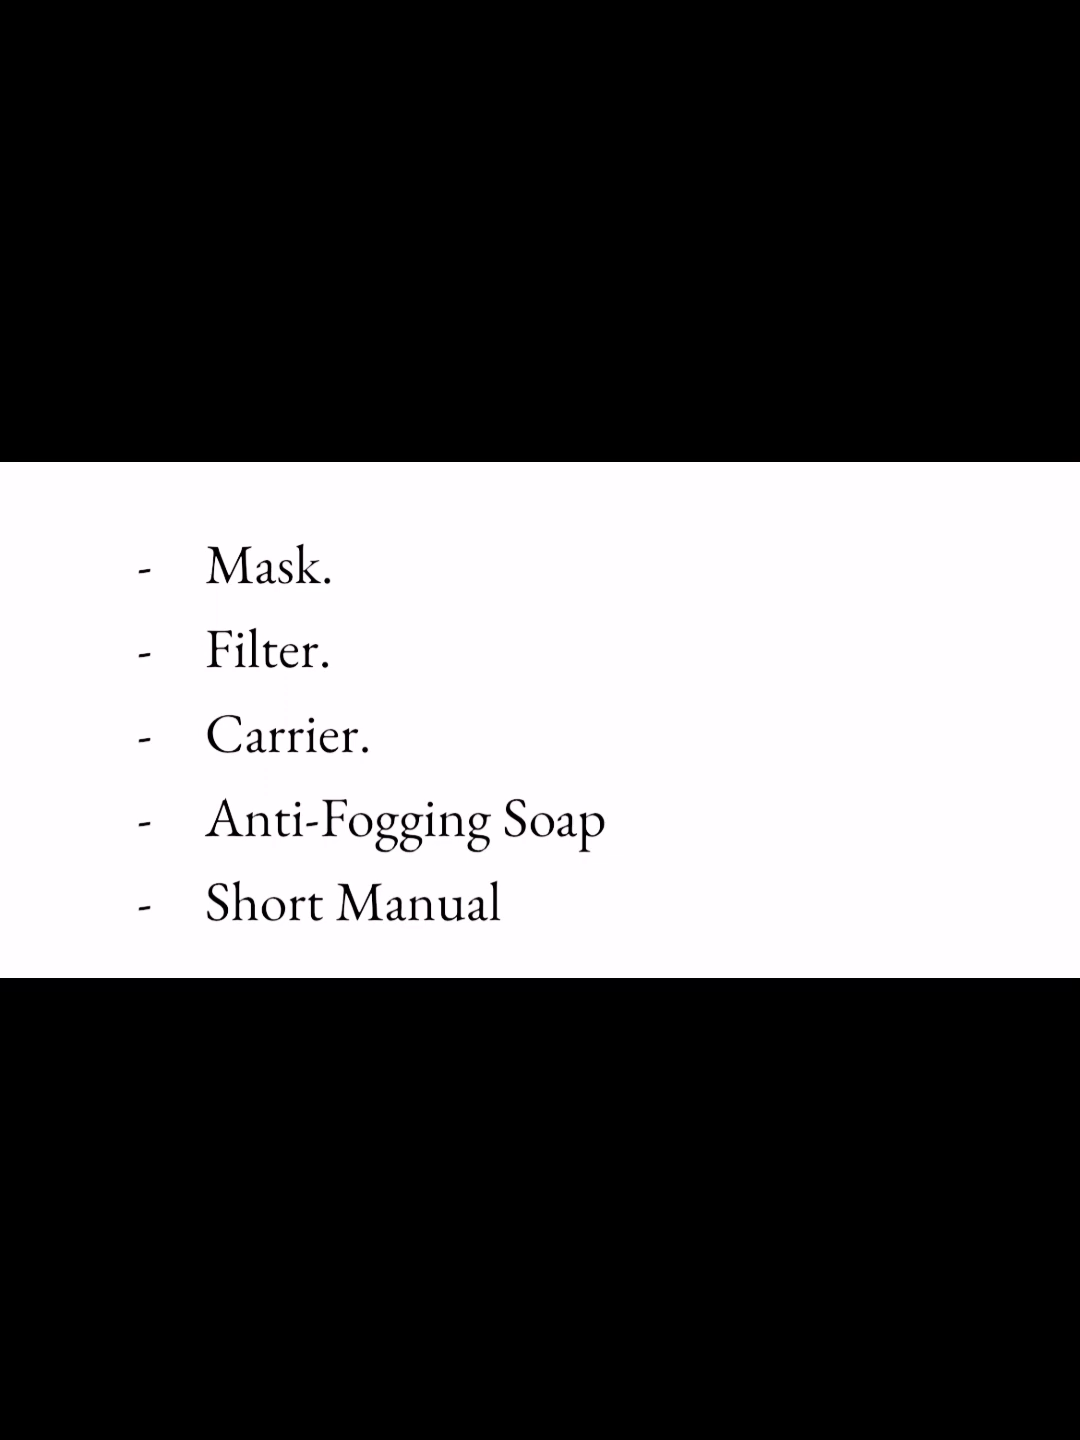 - Mask.
- Filter.
- Carrier.
- Anti-Fogging Soap
- Short Manual